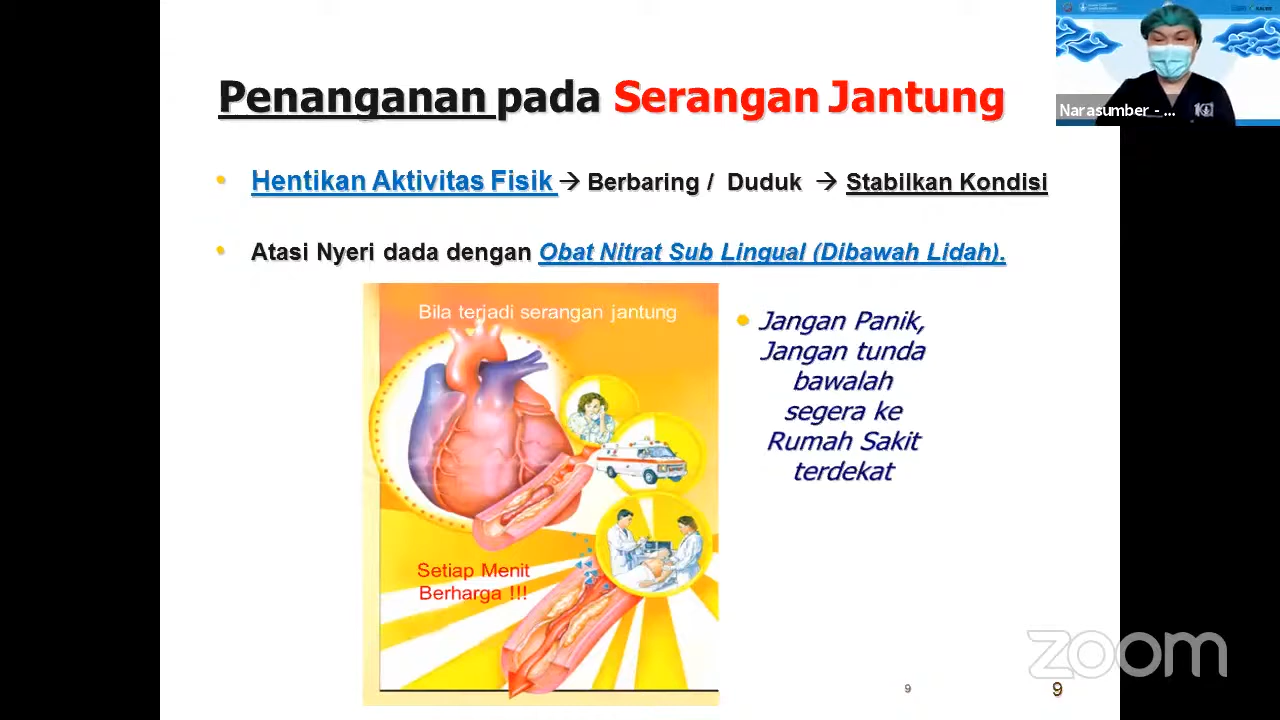 Penanganan pada Serangan Jantung
Narasumber - ...
• Hentikan Aktivitas Fisik → Berbaring / Duduk → Stabilkan Kondisi
• Atasi Nyeri dada dengan Obat Nitrat Sub Lingual (Dibawah Lidah).
Bila terjadi serangan jantung
Setiap Menit
Berharga !!!
• Jangan Panik,
Jangan tunda
bawalah
segera ke
Rumah Sakit
terdekat
zoom
9
9